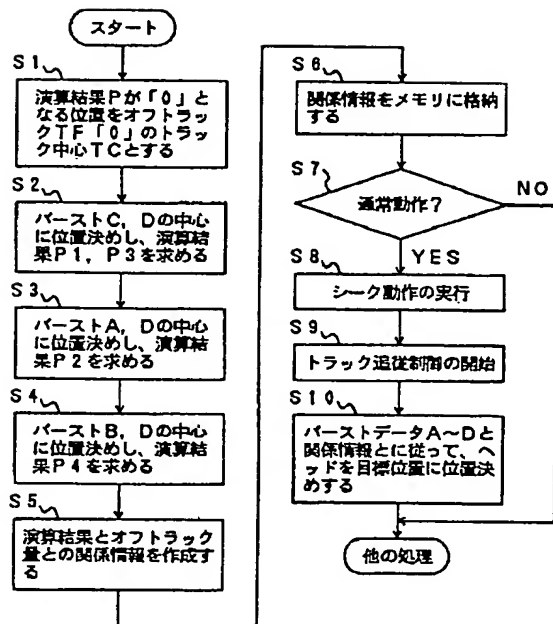 スタート
S1
演算結果Pが「0」と
なる位置をオフトラッ
クTF「0」のトラッ
ク中心TCとする
S2
バーストC，Dの中心
に位置決めし、演算結
果P1，P3を求める
S3
バーストA，Dの中心
に位置決めし、演算結
果P2を求める
S4
バーストB，Dの中心
に位置決めし、演算結
果P4を求める
S5
演算結果とオフトラック
量との関係情報を作成す
る
S6
関係情報をメモリに格納
する
S7
通常動作？
NO
YES
S8
シーク動作の実行
S9
トラック追従制御の開始
S10
バーストデータA～Dと
関係情報とに従って、ヘ
ッドを目標位置に位置決
めする
他の処理